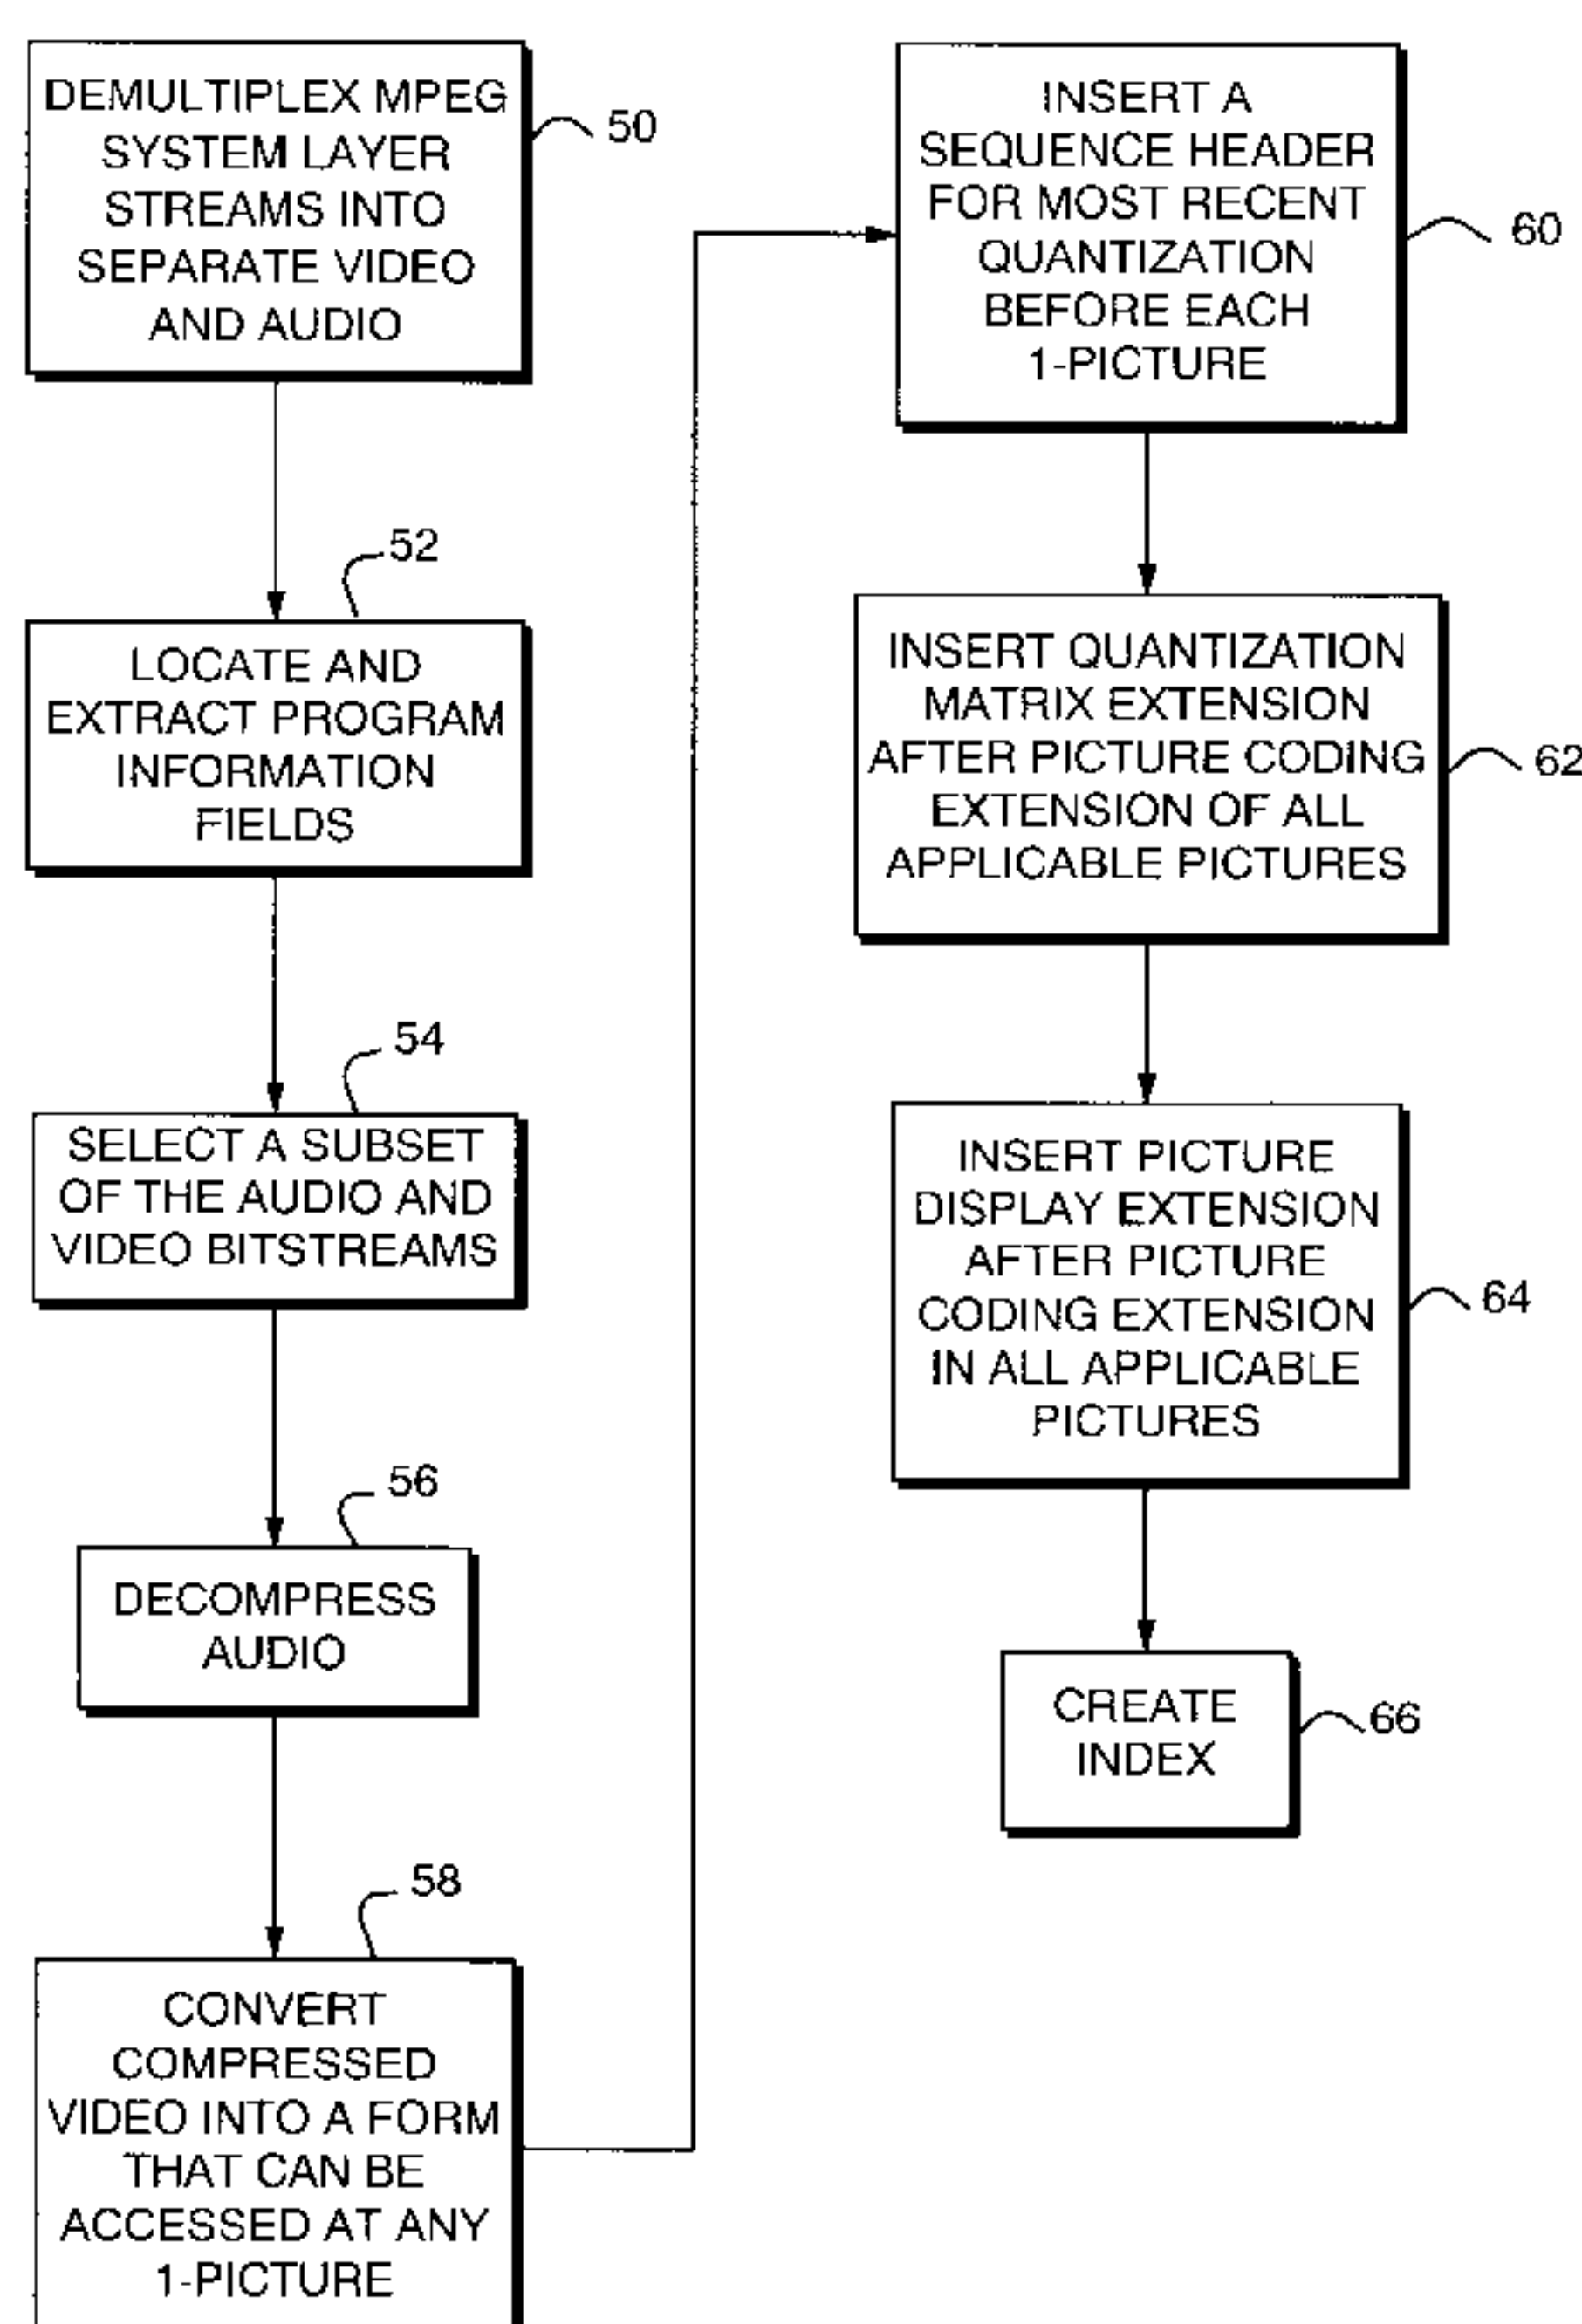 DEMULTIPLEX MPEG
SYSTEM LAYER
STREAMS INTO
SEPARATE VIDEO
AND AUDIO
50
52
LOCATE AND
EXTRACT PROGRAM
INFORMATION
FIELDS
54
SELECT A SUBSET
OF THE AUDIO AND
VIDEO BITSTREAMS
56
DECOMPRESS
AUDIO
58
CONVERT
COMPRESSED
VIDEO INTO A FORM
THAT CAN BE
ACCESSED AT ANY
1-PICTURE
INSERT A
SEQUENCE HEADER
FOR MOST RECENT
QUANTIZATION
BEFORE EACH
1-PICTURE
60
INSERT QUANTIZATION
MATRIX EXTENSION
AFTER PICTURE CODING
EXTENSION OF ALL
APPLICABLE PICTURES
62
INSERT PICTURE
DISPLAY EXTENSION
AFTER PICTURE
CODING EXTENSION
IN ALL APPLICABLE
PICTURES
64
CREATE
INDEX
66